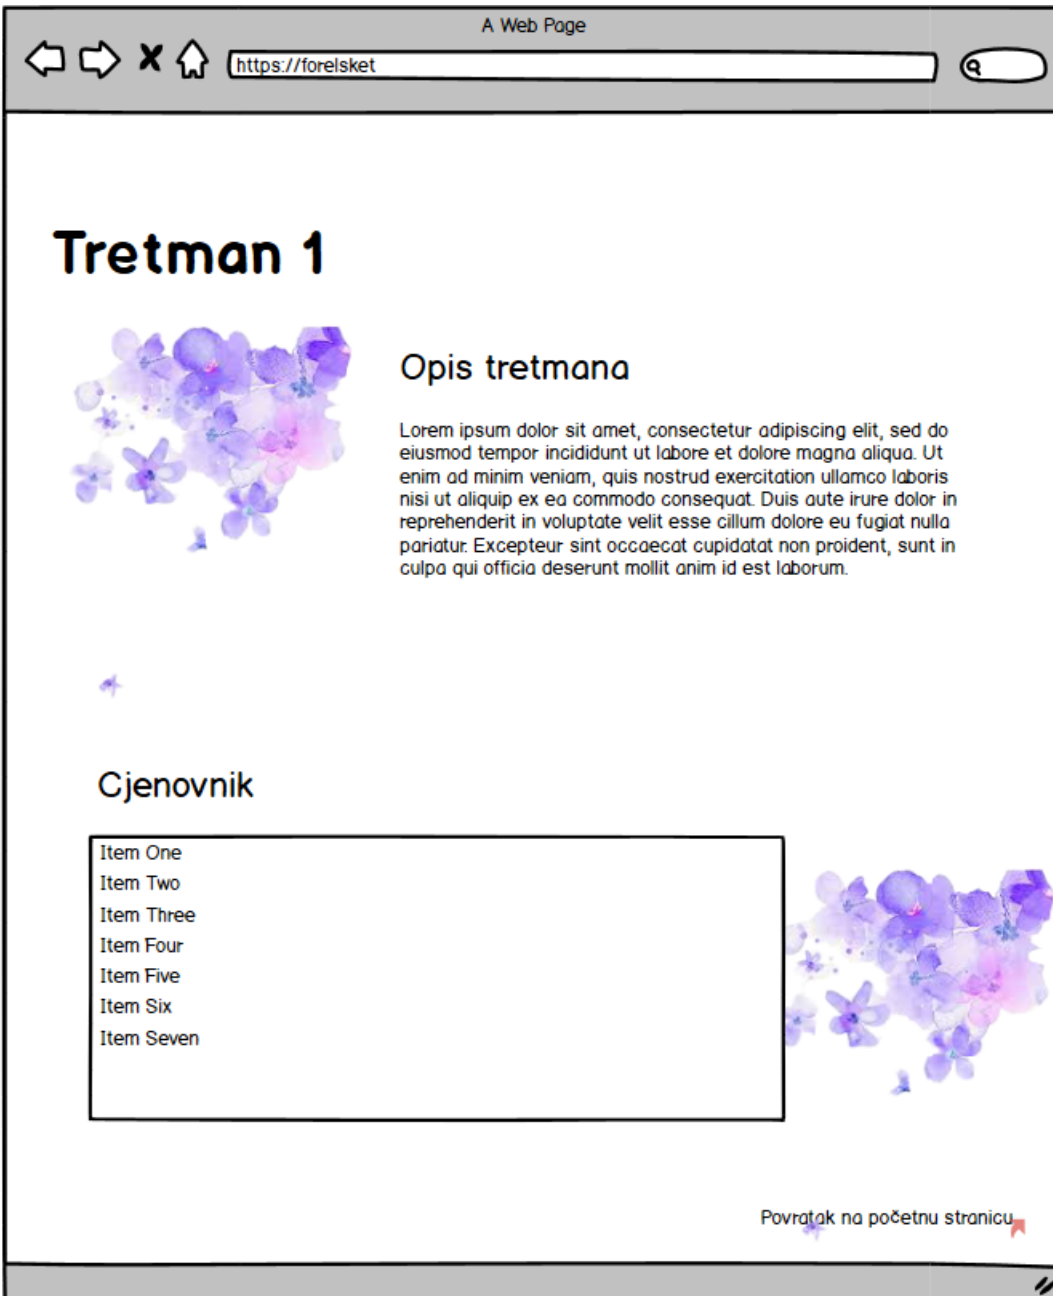 A Web Page
https://forelsket
Tretman 1
Opis tretmana
Lorem ipsum dolor sit amet, consectetur adipiscing elit, sed do
eiusmod tempor incididunt ut labore et dolore magna aliqua. Ut
enim ad minim veniam, quis nostrud exercitation ullamco laboris
nisi ut aliquip ex ea commodo consequat. Duis aute irure dolor in
reprehenderit in voluptate velit esse cillum dolore eu fugiat nulla
pariatur. Excepteur sint occaecat cupidatat non proident, sunt in
culpa qui officia deserunt mollit anim id est laborum.
Cjenovnik
Item One
Item Two
Item Three
Item Four
Item Five
Item Six
Item Seven
Povratak na početnu stranicu